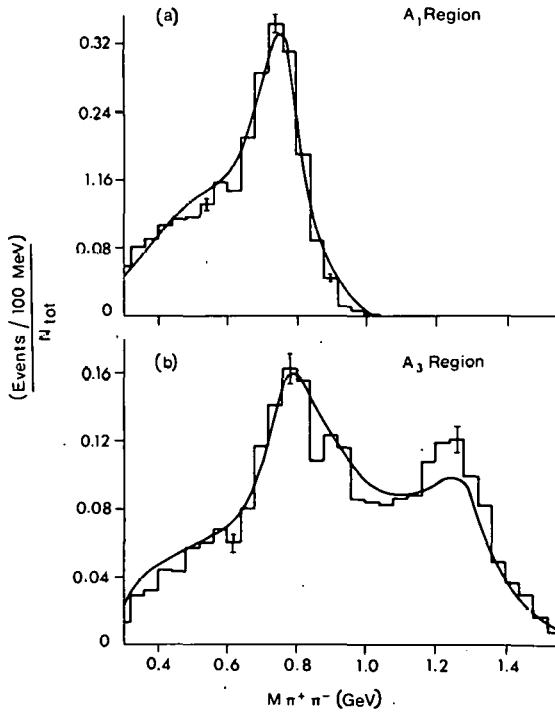 (a)
A₁ Region
0.32
0.24
1.16
0.08
0
(Events / 100 MeV)
N tot
(b)
A₃ Region
0.16
0.12
0.08
0.04
0
0.4 0.6 0.8 1.0 1.2 1.4
M π⁺ π⁻ (GeV)